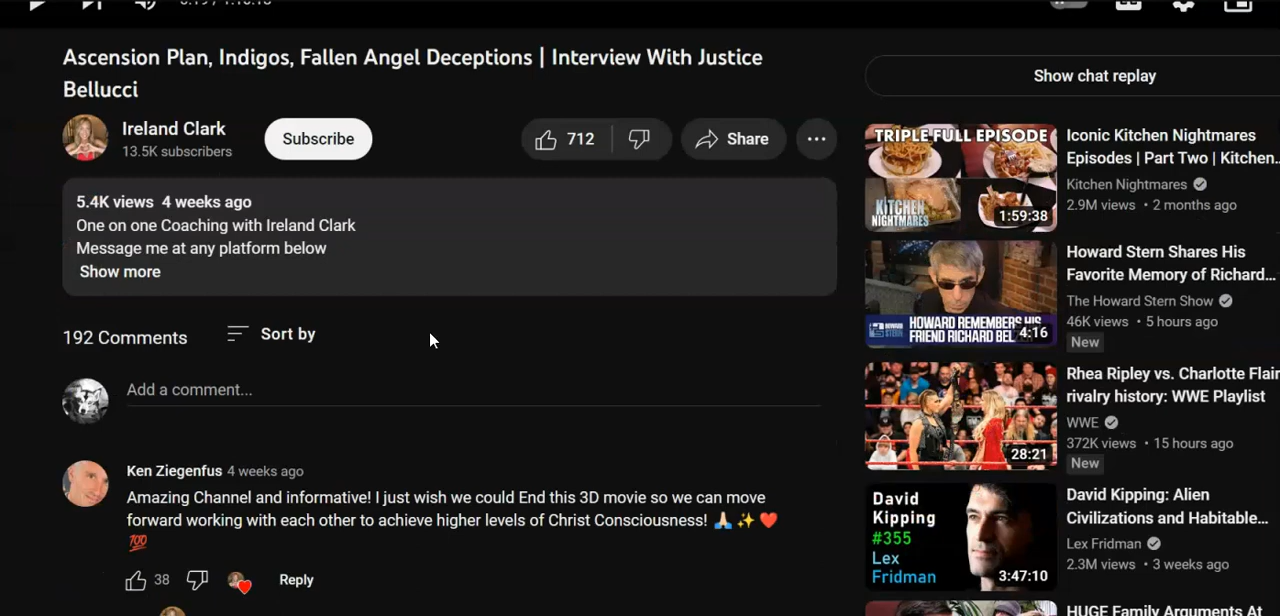 Ascension Plan, Indigos, Fallen Angel Deceptions | Interview With Justice
Bellucci
Ireland Clark
13.5K subscribers
Subscribe
712
Share
5.4K views 4 weeks ago
One on one Coaching with Ireland Clark
Message me at any platform below
Show more
192 Comments
Sort by
Add a comment...
Ken Ziegenfus 4 weeks ago
Amazing Channel and informative! I just wish we could End this 3D movie so we can move
forward working with each other to achieve higher levels of Christ Consciousness! 🙏🏻✨❤️
💯
38
Reply
Show chat replay
TRIPLE FULL EPISODE
KITCHEN
NIGHTMARES
1:59:38
Iconic Kitchen Nightmares
Episodes | Part Two | Kitchen...
Kitchen Nightmares
2.9M views • 2 months ago
HOWARD REMEMBERS HIS
FRIEND RICHARD BEL
4:16
Howard Stern Shares His
Favorite Memory of Richard...
The Howard Stern Show
46K views • 5 hours ago
New
28:21
Rhea Ripley vs. Charlotte Flair
rivalry history: WWE Playlist
WWE
372K views • 15 hours ago
New
David
Kipping
#355
Lex
Fridman
3:47:10
David Kipping: Alien
Civilizations and Habitable...
Lex Fridman
2.3M views • 3 weeks ago
HUGE Family Arguments At